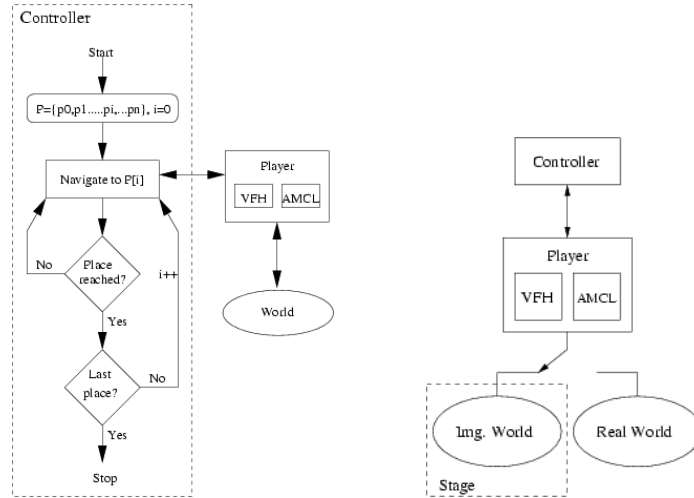 Controller
Start
P={p0,p1.....pi,...pn}, i=0
Navigate to P[i]
Player
VFH
AMCL
World
Place
reached?
No
i++
Yes
Last
place?
No
Yes
Stop
Controller
Player
VFH
AMCL
Img. World
Real World
Stage